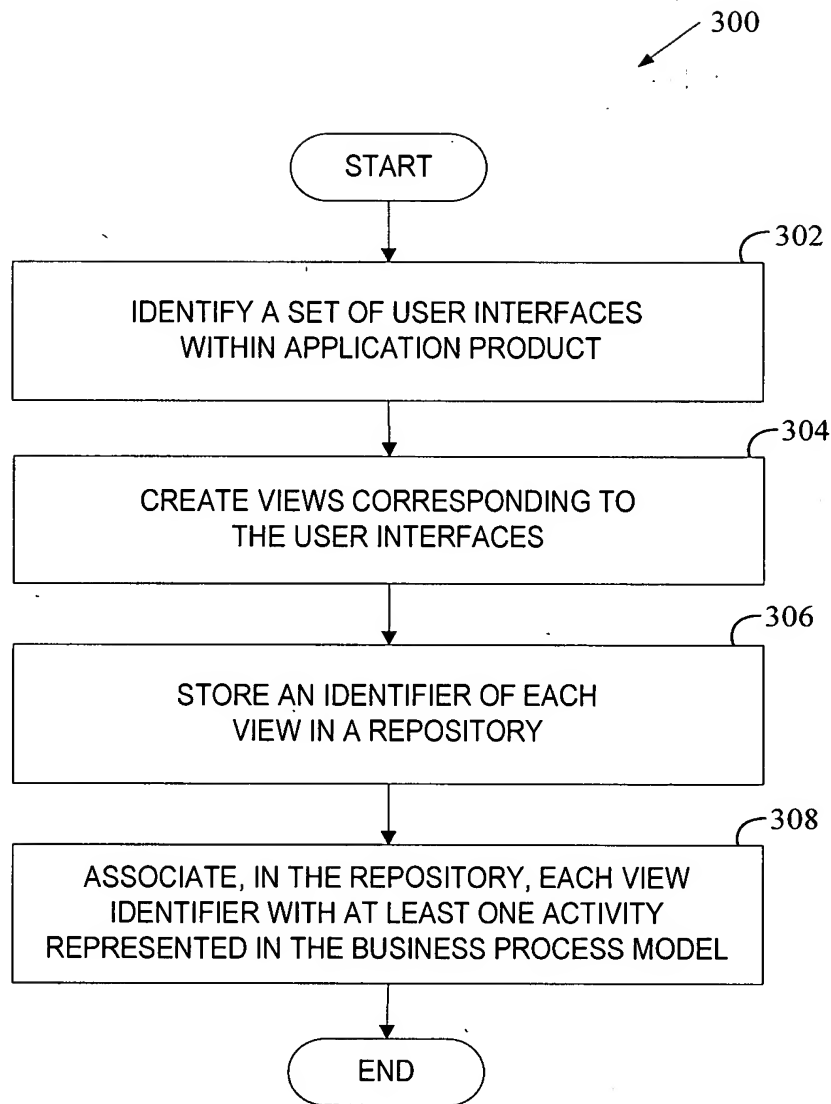 300
START
302
IDENTIFY A SET OF USER INTERFACES
WITHIN APPLICATION PRODUCT
304
CREATE VIEWS CORRESPONDING TO
THE USER INTERFACES
306
STORE AN IDENTIFIER OF EACH
VIEW IN A REPOSITORY
308
ASSOCIATE, IN THE REPOSITORY, EACH VIEW
IDENTIFIER WITH AT LEAST ONE ACTIVITY
REPRESENTED IN THE BUSINESS PROCESS MODEL
END